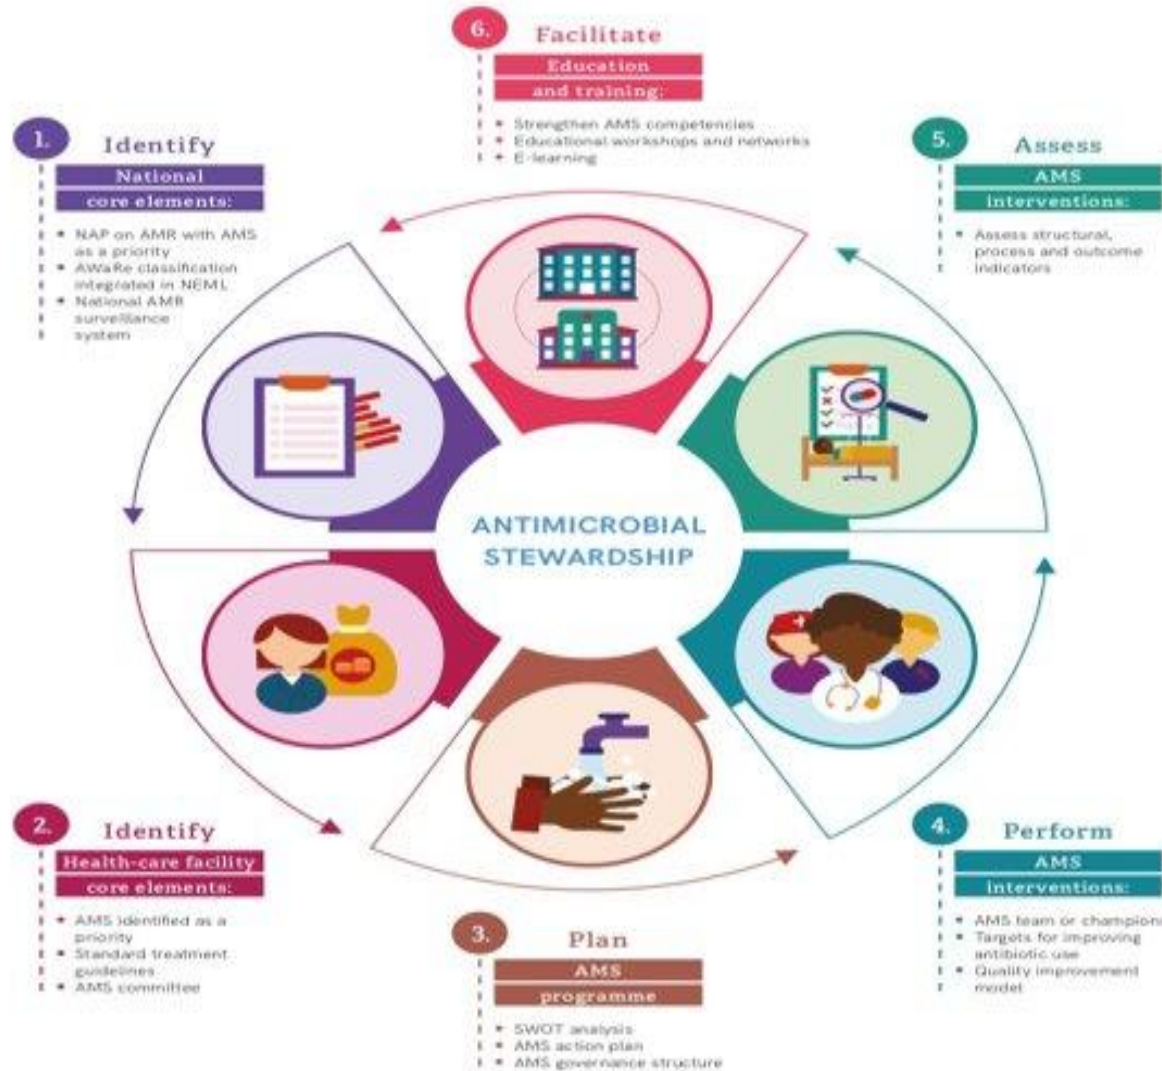 6.
Facilitate
Education
and training:
Strengthen AMS competencies
Educational workshops and networks
E-learning
1.
Identify
National
core elements:
NAP on AMR with AMS
as a priority
AWaRe classification
integrated in NEML
National AMR
surveillance
system
5.
Assess
AMS
interventions:
Assess structural,
process and outcome
indicators
ANTIMICROBIAL
STEWARDSHIP
2.
Identify
Health-care facility
core elements:
AMS identified as a
priority
Standard treatment
guidelines
AMS committee
3.
Plan
AMS
programme
SWOT analysis
AMS action plan
AMS governance structure
4.
Perform
AMS
interventions:
AMS team or champion
Targets for improving
antibiotic use
Quality improvement
model